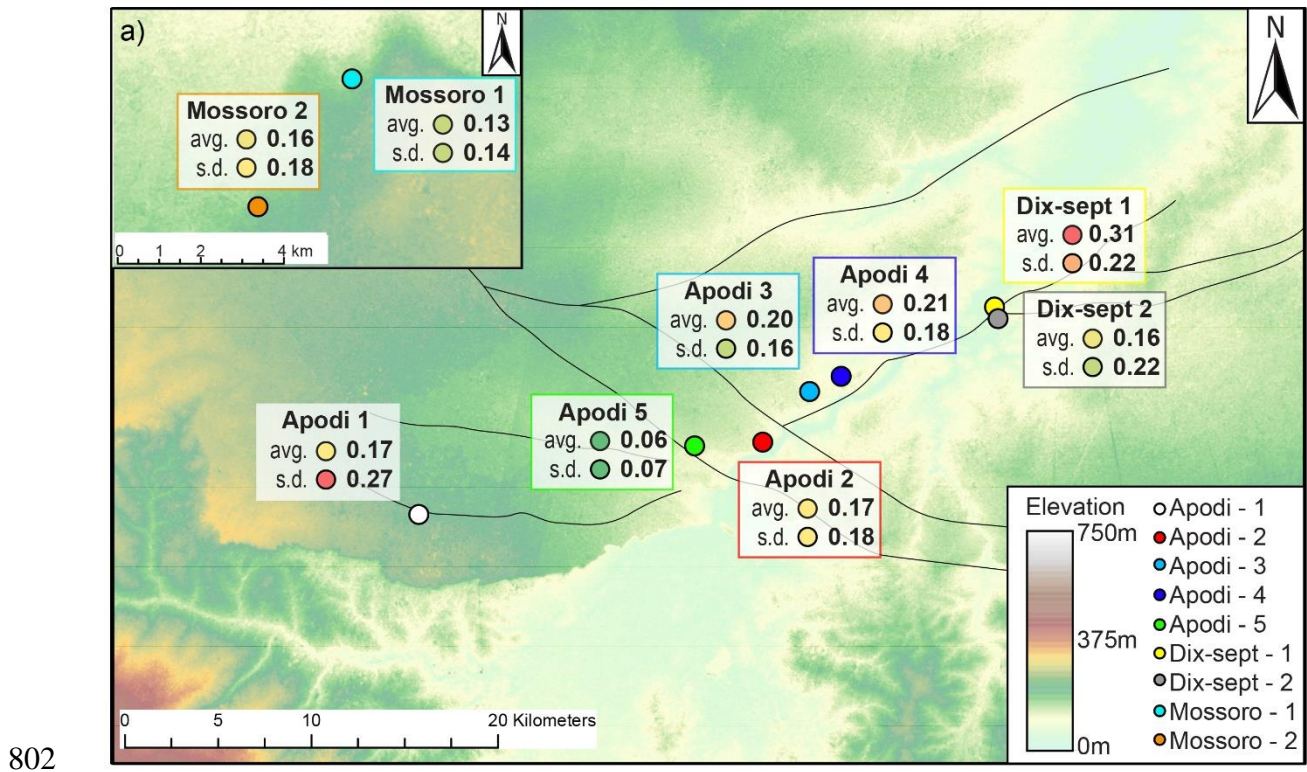 a)
N
N
Mossoro 1
avg. 0.13
s.d. 0.14
Mossoro 2
avg. 0.16
s.d. 0.18
0 1 2 4 km
Dix-sept 1
avg. 0.31
s.d. 0.22
Apodi 4
avg. 0.21
s.d. 0.18
Apodi 3
avg. 0.20
s.d. 0.16
Dix-sept 2
avg. 0.16
s.d. 0.22
Apodi 1
avg. 0.17
s.d. 0.27
Apodi 5
avg. 0.06
s.d. 0.07
Apodi 2
avg. 0.17
s.d. 0.18
Elevation
750m
375m
0m
Apodi - 1
Apodi - 2
Apodi - 3
Apodi - 4
Apodi - 5
Dix-sept - 1
Dix-sept - 2
Mossoro - 1
Mossoro - 2
0 5 10 20 Kilometers
802